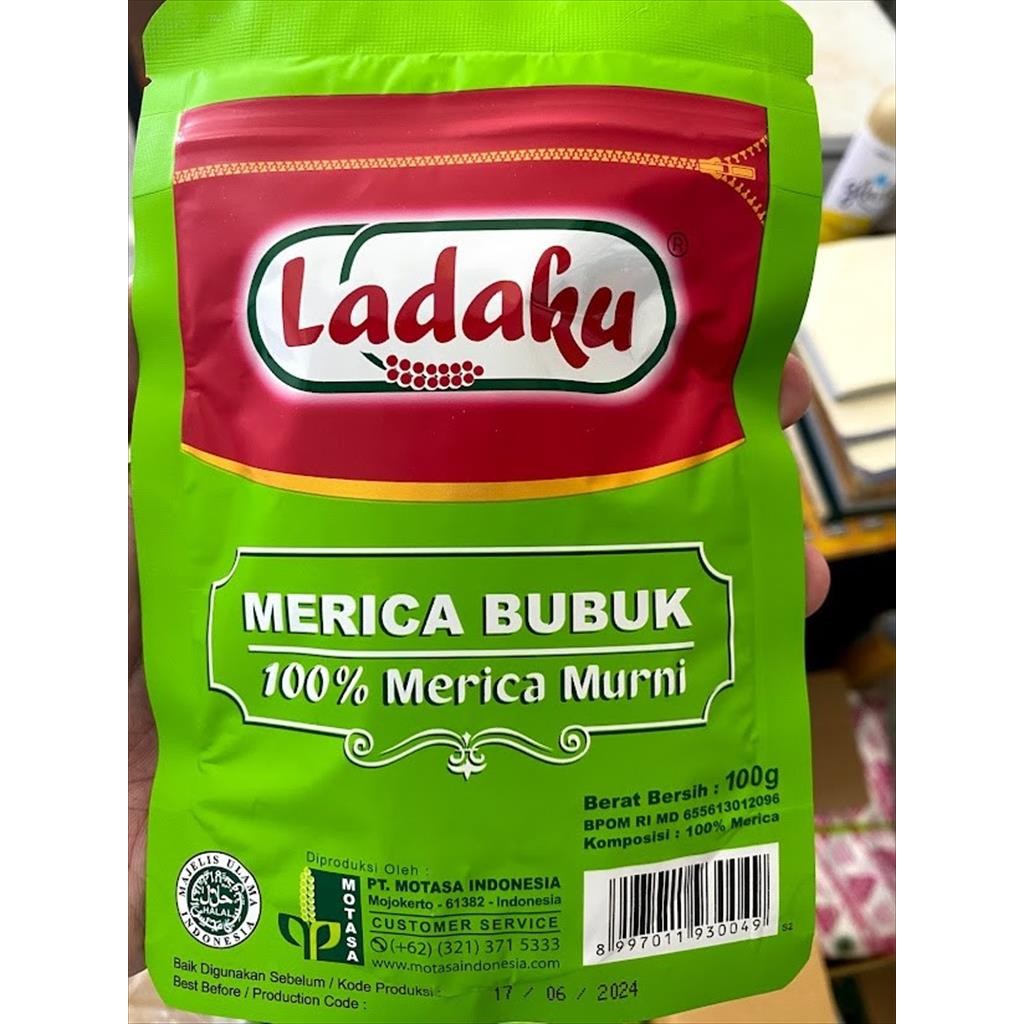 Ladaku ®
MERICA BUBUK
100% Merica Murni
Berat Bersih : 100g
BPOM RI MD 655613012096
Komposisi : 100% Merica
MAJELIS ULAMA INDONESIA
حلال
HALAL
Diproduksi Oleh :
MOTASA
PT. MOTASA INDONESIA
Mojokerto - 61382 - Indonesia
CUSTOMER SERVICE
(+62) (321) 371 5333
www.motasaindonesia.com
8 997011 930049
S2
Baik Digunakan Sebelum / Kode Produksi :
Best Before / Production Code :
17 / 06 / 2024